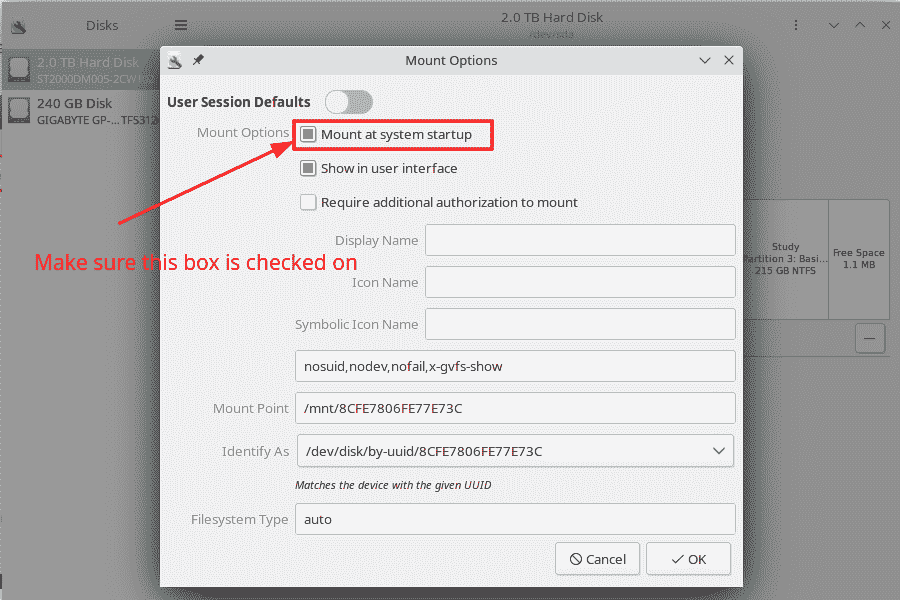 Disks
2.0 TB Hard Disk
/dev/sda
2.0 TB Hard Disk
ST2000DM005-2CW102
240 GB Disk
GIGABYTE GP-...TFS312
Mount Options
User Session Defaults
Mount Options
Mount at system startup
Show in user interface
Require additional authorization to mount
Make sure this box is checked on
Display Name
Icon Name
Symbolic Icon Name
nosuid,nodev,nofail,x-gvfs-show
Mount Point
/mnt/8CFE7806FE77E73C
Identify As
/dev/disk/by-uuid/8CFE7806FE77E73C
Matches the device with the given UUID
Filesystem Type
auto
Cancel
OK
Study
Partition 3: Basi...
215 GB NTFS
Free Space
1.1 MB